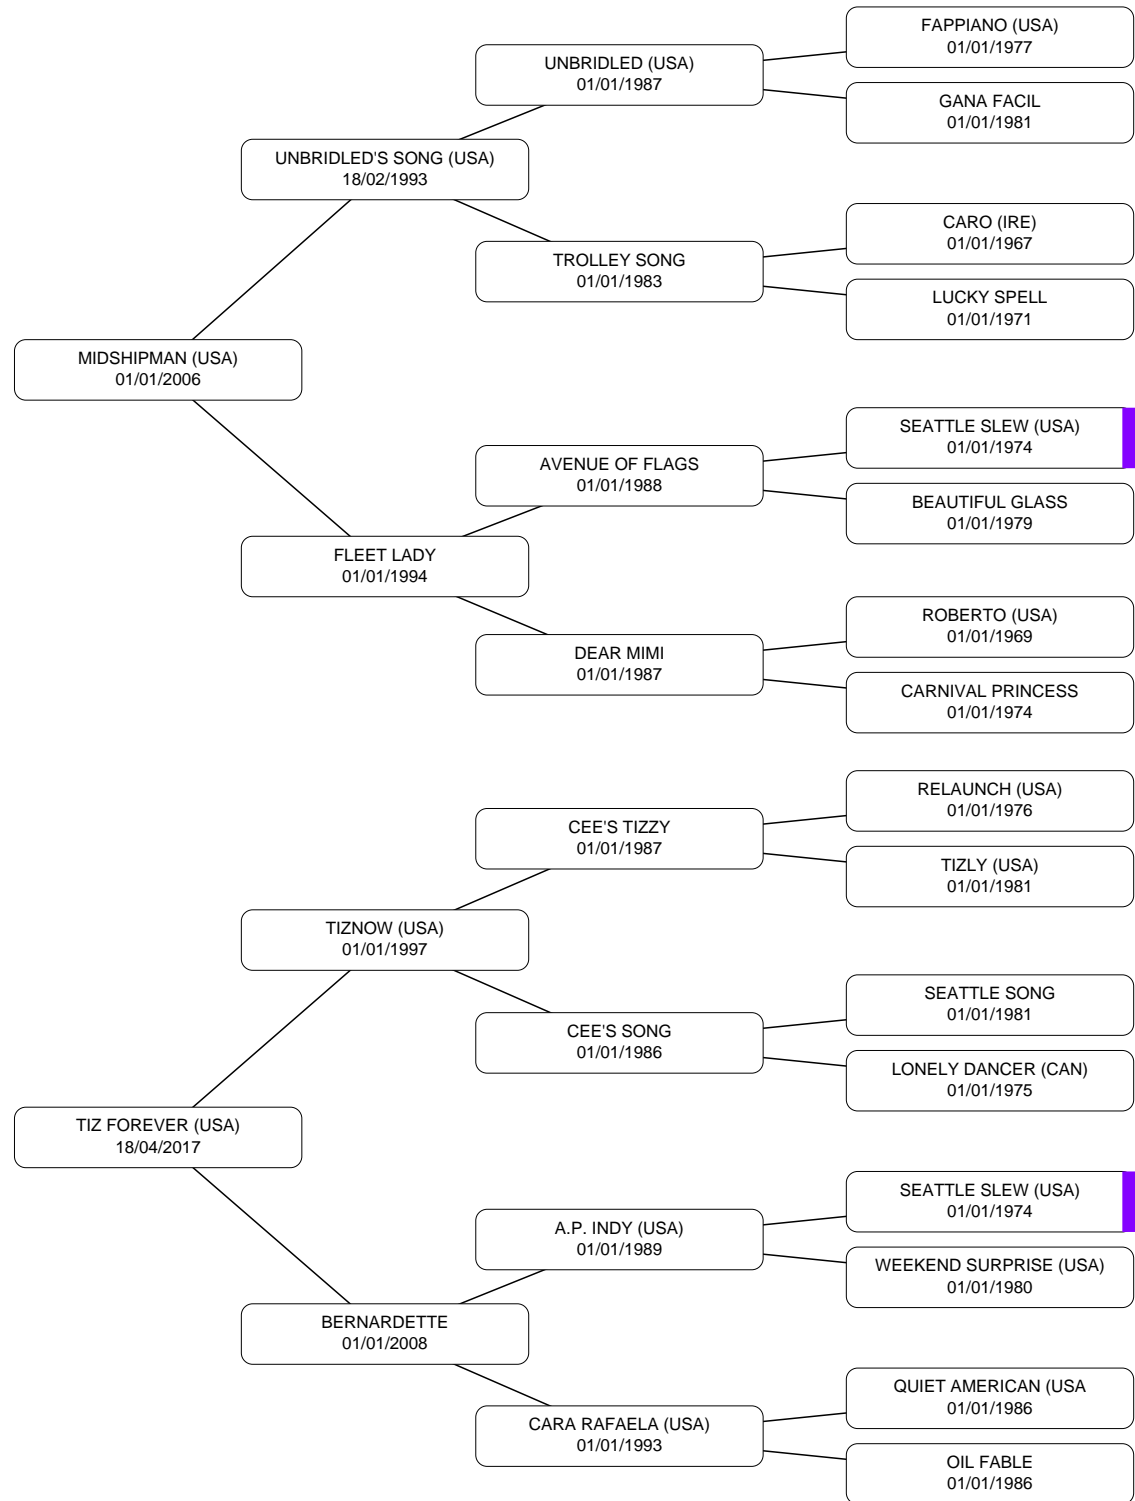 FAPPIANO (USA)
01/01/1977
UNBRIDLED (USA)
01/01/1987
GANA FACIL
01/01/1981
UNBRIDLED'S SONG (USA)
18/02/1993
CARO (IRE)
01/01/1967
TROLLEY SONG
01/01/1983
LUCKY SPELL
01/01/1971
MIDSHIPMAN (USA)
01/01/2006
SEATTLE SLEW (USA)
01/01/1974
AVENUE OF FLAGS
01/01/1988
BEAUTIFUL GLASS
01/01/1979
FLEET LADY
01/01/1994
ROBERTO (USA)
01/01/1969
DEAR MIMI
01/01/1987
CARNIVAL PRINCESS
01/01/1974
RELAUNCH (USA)
01/01/1976
CEE'S TIZZY
01/01/1987
TIZLY (USA)
01/01/1981
TIZNOW (USA)
01/01/1997
SEATTLE SONG
01/01/1981
CEE'S SONG
01/01/1986
LONELY DANCER (CAN)
01/01/1975
TIZ FOREVER (USA)
18/04/2017
SEATTLE SLEW (USA)
01/01/1974
A.P. INDY (USA)
01/01/1989
WEEKEND SURPRISE (USA)
01/01/1980
BERNARDETTE
01/01/2008
QUIET AMERICAN (USA
01/01/1986
CARA RAFAELA (USA)
01/01/1993
OIL FABLE
01/01/1986